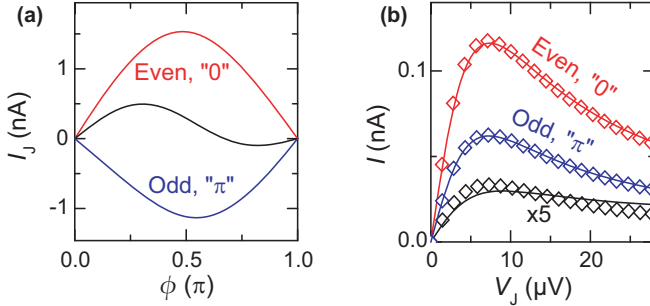 (a)
1
0
-1
I_J (nA)
Even, "0"
Odd, "π"
0.0
0.5
1.0
ϕ (π)
(b)
0.1
0.0
I (nA)
Even, "0"
Odd, "π"
x5
0
10
20
V_J (µV)